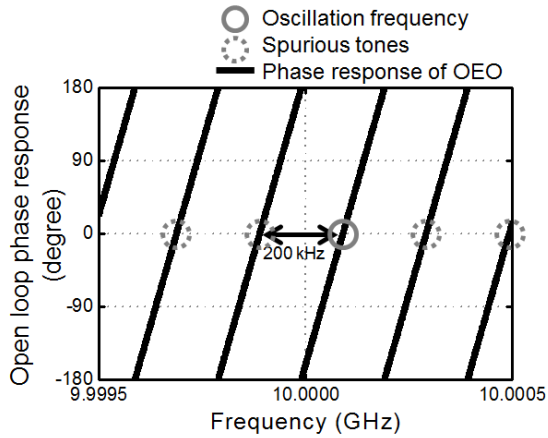 Oscillation frequency
Spurious tones
Phase response of OEO
Open loop phase response
(degree)
180
90
0
-90
-180
200 kHz
9.9995
10.0000
10.0005
Frequency (GHz)